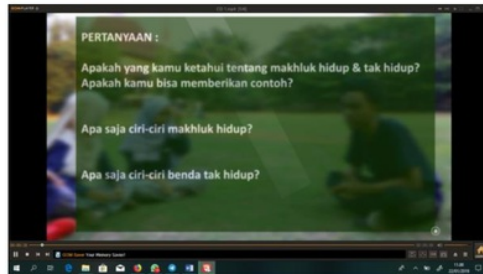 PERTANYAAN :
Apakah yang kamu ketahui tentang makhluk hidup & tak hidup?
Apakah kamu bisa memberikan contoh?
Apa saja ciri-ciri makhluk hidup?
Apa saja ciri-ciri benda tak hidup?